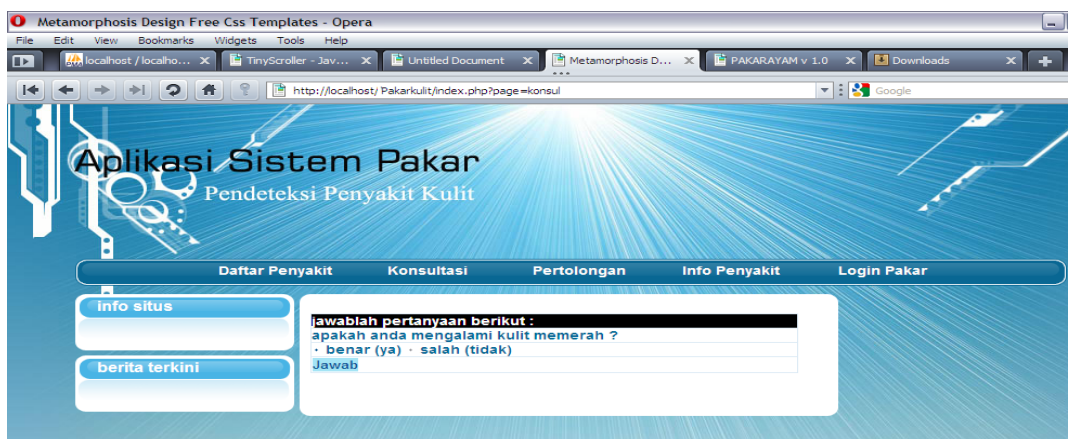 Metamorphosis Design Free Css Templates - Opera
File Edit View Bookmarks Widgets Tools Help
localhost / localho... TinyScroller - Jav... Untitled Document Metamorphosis D... PAKARAYAM v 1.0 Downloads
http://localhost/ Pakarkulit/index.php?page=konsul Google
Aplikasi Sistem Pakar
Pendeteksi Penyakit Kulit
Daftar Penyakit Konsultasi Pertolongan Info Penyakit Login Pakar
info situs
berita terkini
jawablah pertanyaan berikut :
apakah anda mengalami kulit memerah ?
· benar (ya) · salah (tidak)
Jawab